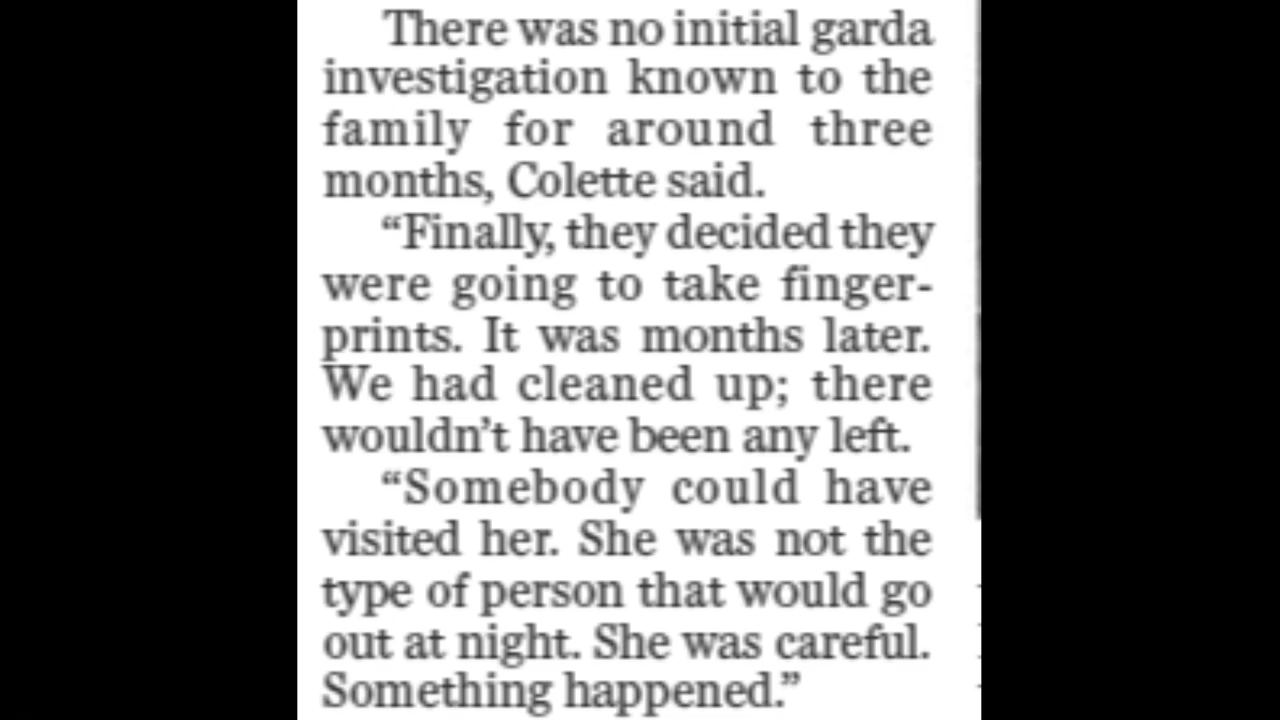 There was no initial garda
investigation known to the
family for around three
months, Colette said.
“Finally, they decided they
were going to take finger-
prints. It was months later.
We had cleaned up; there
wouldn’t have been any left.
“Somebody could have
visited her. She was not the
type of person that would go
out at night. She was careful.
Something happened.”